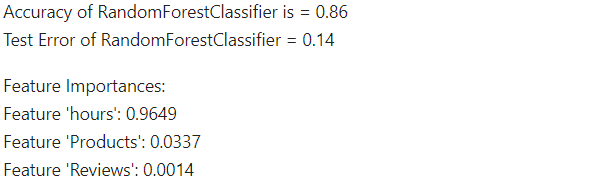 Accuracy of RandomForestClassifier is = 0.86
Test Error of RandomForestClassifier = 0.14
Feature Importances:
Feature 'hours': 0.9649
Feature 'Products': 0.0337
Feature 'Reviews': 0.0014